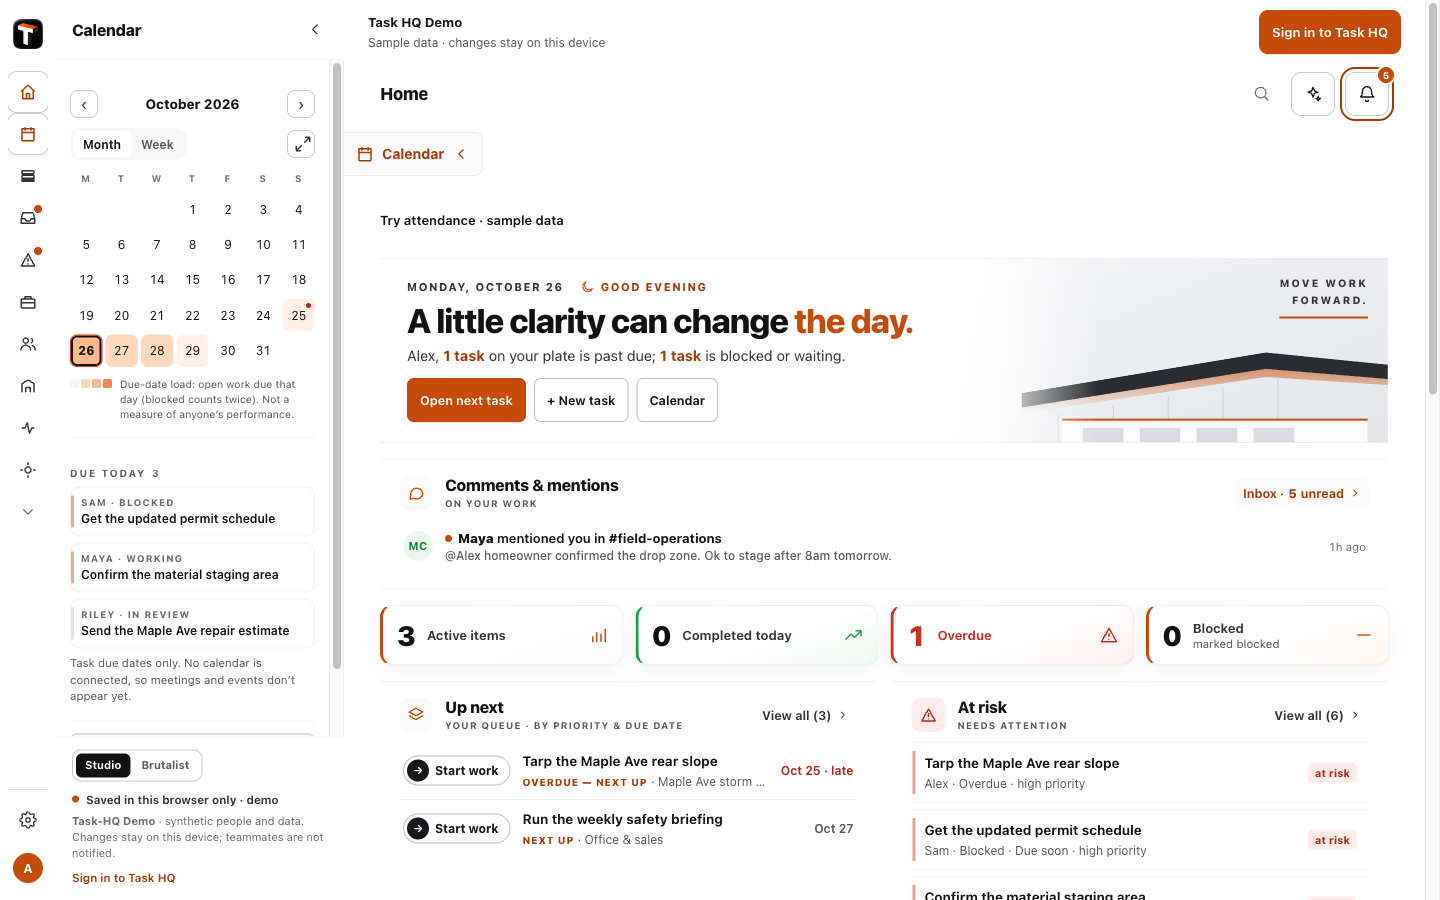 Calendar
October 2026
Month
Week
M T W T F S S
1 2 3 4
5 6 7 8 9 10 11
12 13 14 15 16 17 18
19 20 21 22 23 24 25
26 27 28 29 30 31
Due-date load: open work due that
day (blocked counts twice). Not a
measure of anyone's performance.
DUE TODAY 3
SAM · BLOCKED
Get the updated permit schedule
MAYA · WORKING
Confirm the material staging area
RILEY · IN REVIEW
Send the Maple Ave repair estimate
Task due dates only. No calendar is
connected, so meetings and events don't
appear yet.
Studio
Brutalist
Saved in this browser only · demo
Task-HQ Demo · synthetic people and data.
Changes stay on this device; teammates are not
notified.
Sign in to Task HQ
A
Task HQ Demo
Sample data · changes stay on this device
Sign in to Task HQ
Home
5
Calendar
Try attendance · sample data
MONDAY, OCTOBER 26
GOOD EVENING
A little clarity can change the day.
Alex, 1 task on your plate is past due; 1 task is blocked or waiting.
Open next task
+ New task
Calendar
MOVE WORK
FORWARD.
Comments & mentions
ON YOUR WORK
Inbox · 5 unread
MC
Maya mentioned you in #field-operations
@Alex homeowner confirmed the drop zone. Ok to stage after 8am tomorrow.
1h ago
3 Active items
0 Completed today
1 Overdue
0 Blocked
marked blocked
Up next
YOUR QUEUE · BY PRIORITY & DUE DATE
View all (3)
Start work
Tarp the Maple Ave rear slope
OVERDUE — NEXT UP · Maple Ave storm ...
Oct 25 · late
Start work
Run the weekly safety briefing
NEXT UP · Office & sales
Oct 27
At risk
NEEDS ATTENTION
View all (6)
Tarp the Maple Ave rear slope
Alex · Overdue · high priority
at risk
Get the updated permit schedule
Sam · Blocked · Due soon · high priority
at risk
Confirm the material staging area